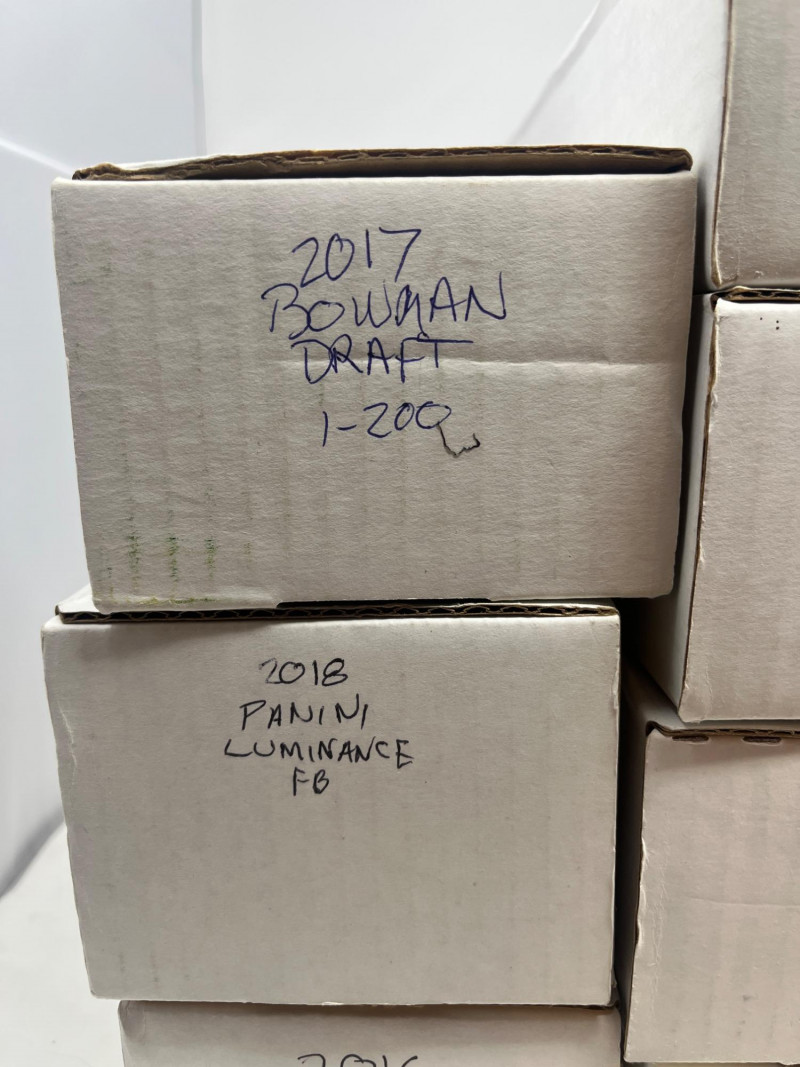 2017
BOWMAN
DRAFT
1-200
2018
PANINI
LUMINANCE
FB